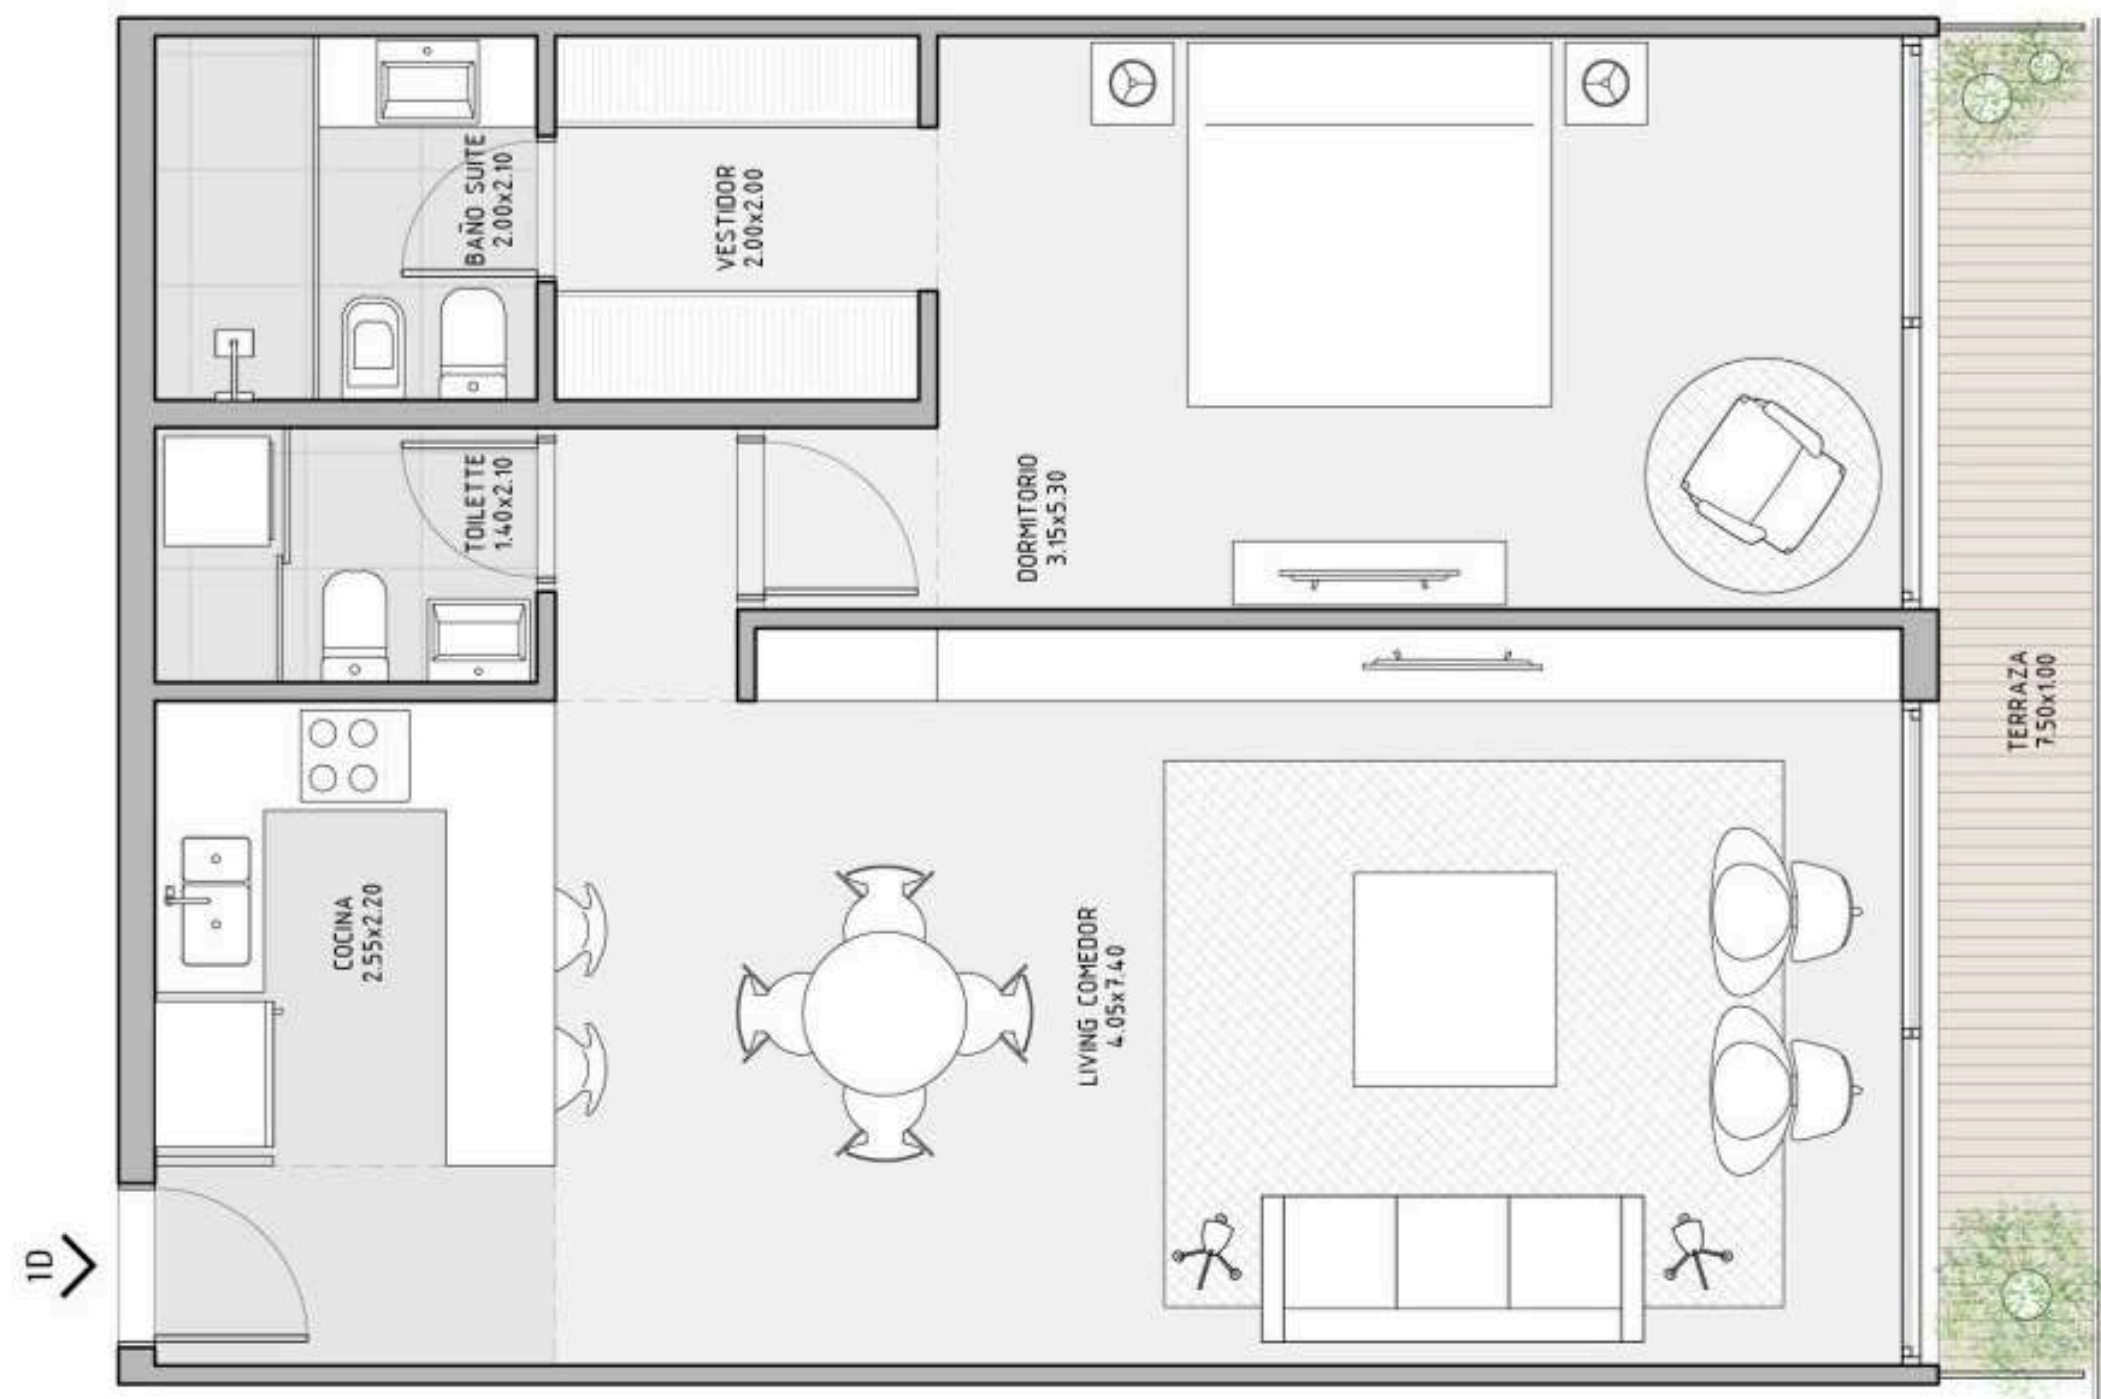 1D
BAÑO SUITE
2.00x2.10
VESTIDOR
2.00x2.00
TOILETTE
1.40x2.10
DORMITORIO
3.15x5.30
COCINA
2.55x2.20
LIVING COMEDOR
4.05x7.40
TERRAZA
7.50x1.00